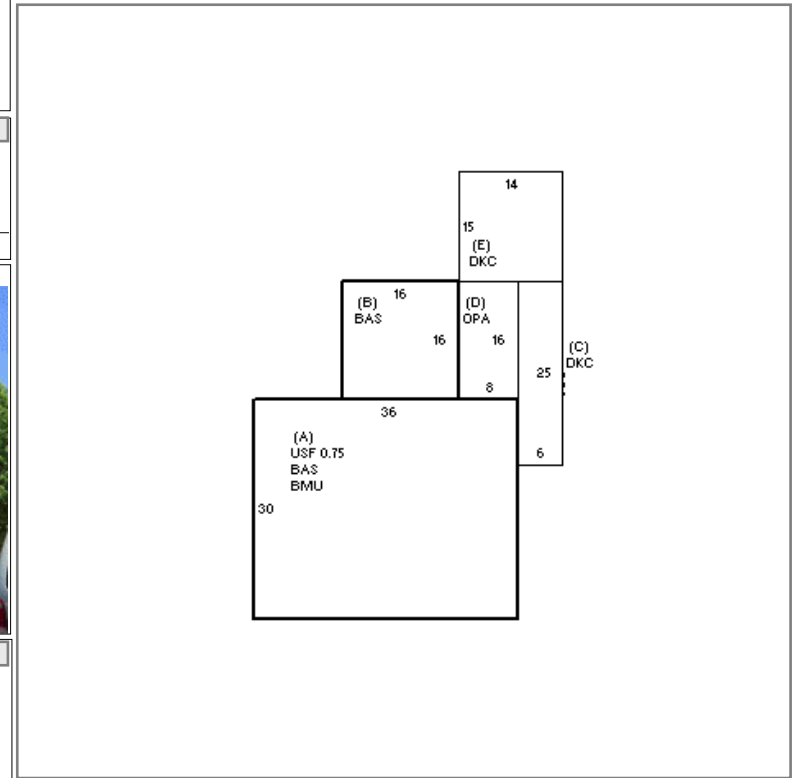 14
15
(E)
DKC
16
(B)
BAS
16
(D)
OPA
16
8
(C)
DKC
25
6
36
(A)
USF 0.75
BAS
BMU
30